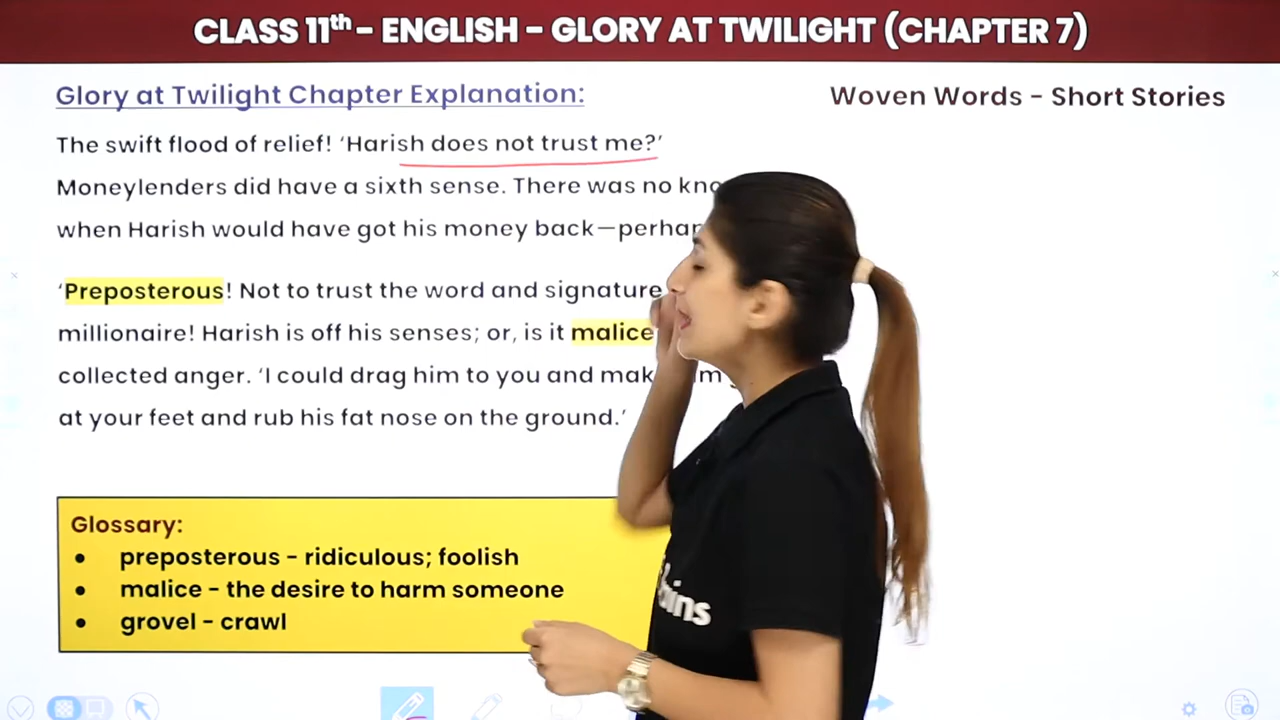 CLASS 11th – ENGLISH – GLORY AT TWILIGHT (CHAPTER 7)
Glory at Twilight Chapter Explanation:
Woven Words – Short Stories
The swift flood of relief! ‘Harish does not trust me?’
Moneylenders did have a sixth sense. There was no
when Harish would have got his money back—
‘Preposterous! Not to trust the word and signature
millionaire! Harish is off his senses; or, is it malice
collected anger. ‘I could drag him to you and
at your feet and rub his fat nose on the ground.’
Glossary:
• preposterous – ridiculous; foolish
• malice – the desire to harm someone
• grovel – crawl